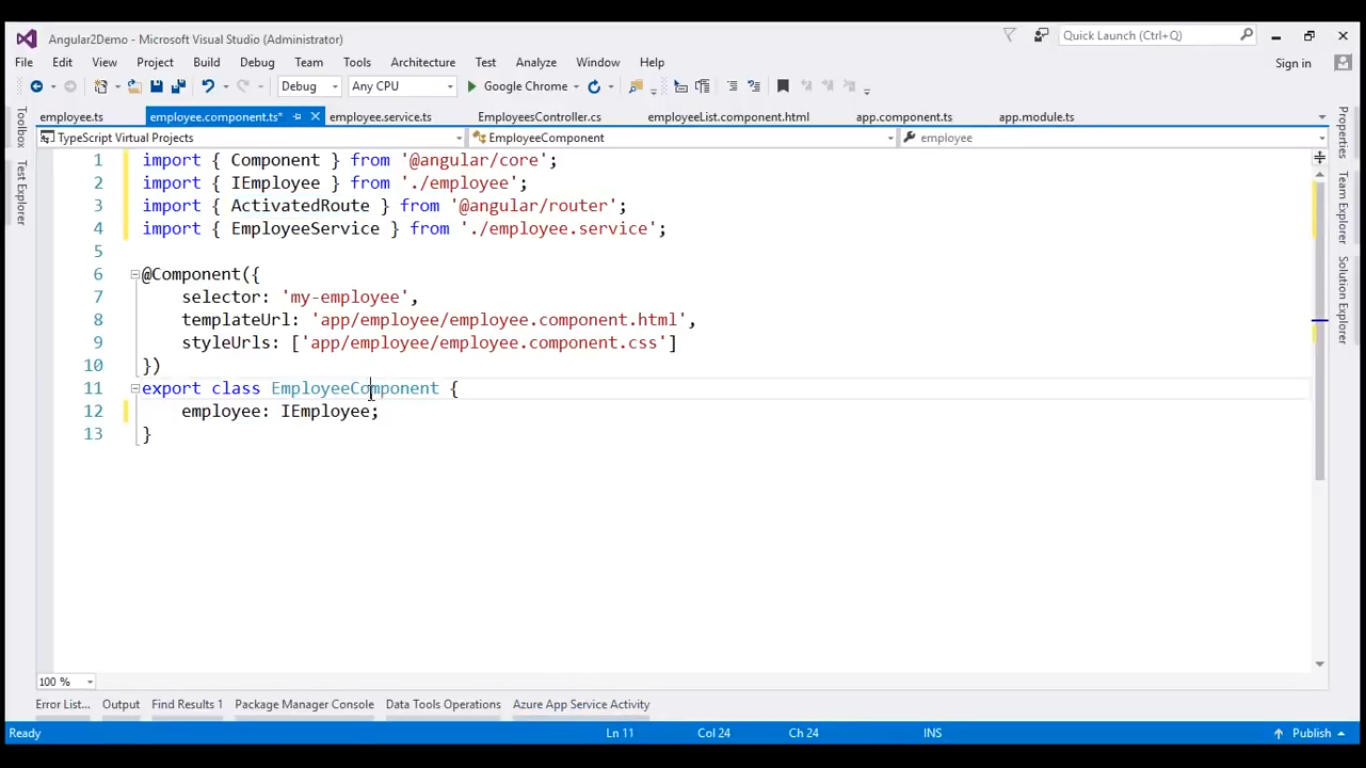 Angular2Demo - Microsoft Visual Studio (Administrator)
Quick Launch (Ctrl+Q)
File Edit View Project Build Debug Team Tools Architecture Test Analyze Window Help
Sign in
Debug Any CPU Google Chrome
employee.ts employee.component.ts* employee.service.ts EmployeesController.cs employeeList.component.html app.component.ts app.module.ts
TypeScript Virtual Projects EmployeeComponent employee
Toolbox
Test Explorer
1 import { Component } from '@angular/core';
2 import { IEmployee } from './employee';
3 import { ActivatedRoute } from '@angular/router';
4 import { EmployeeService } from './employee.service';
5
6 @Component({
7 selector: 'my-employee',
8 templateUrl: 'app/employee/employee.component.html',
9 styleUrls: ['app/employee/employee.component.css']
10 })
11 export class EmployeeComponent {
12 employee: IEmployee;
13 }
Properties
Team Explorer
Solution Explorer
100 %
Error List... Output Find Results 1 Package Manager Console Data Tools Operations Azure App Service Activity
Ready Ln 11 Col 24 Ch 24 INS Publish